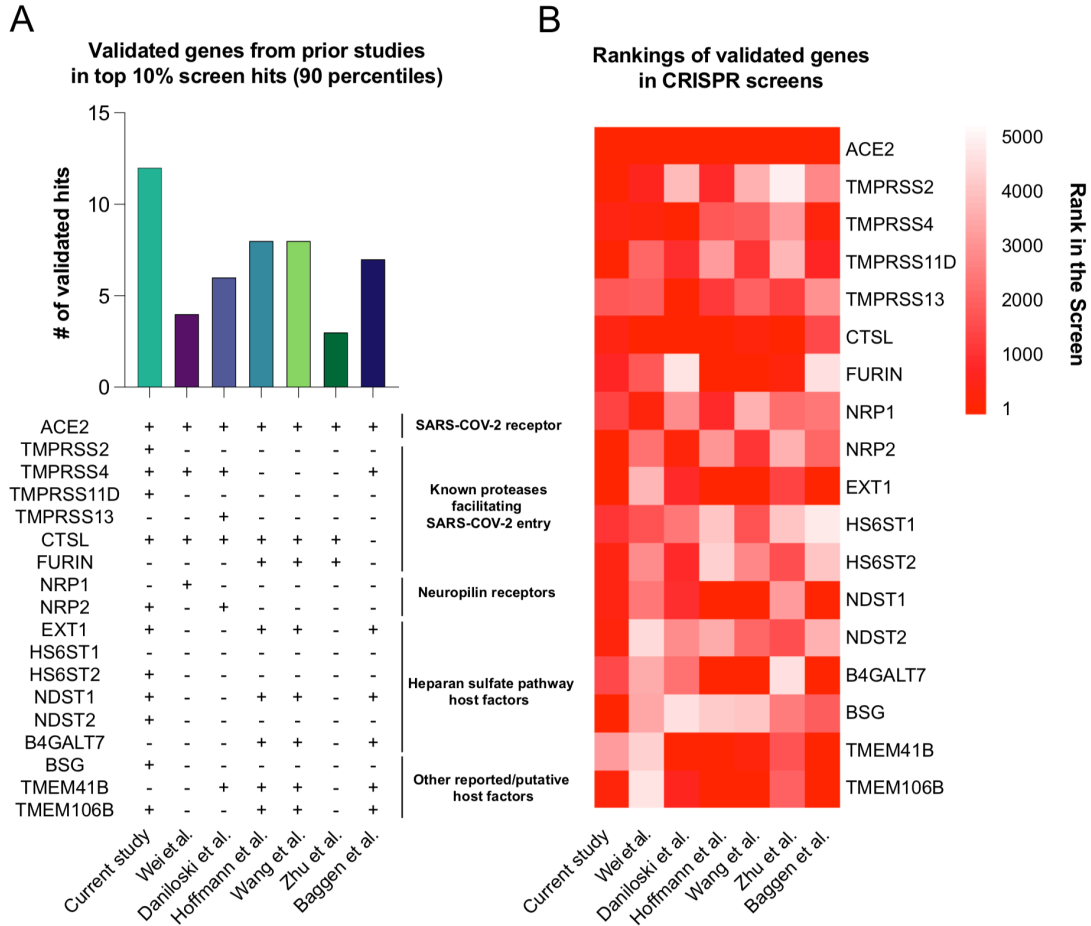 A
Validated genes from prior studies
in top 10% screen hits (90 percentiles)
# of validated hits
15
10
5
0
ACE2 + + + + + + + SARS-COV-2 receptor
TMPRSS2 + - - - - - -
TMPRSS4 + + + - - - +
TMPRSS11D + - - - - - -
Known proteases
facilitating
SARS-COV-2 entry
TMPRSS13 - - + - - - -
CTSL + + + + + + -
FURIN - - - + + + -
NRP1 - + - - - - -
Neuropilin receptors
NRP2 + - + - - - -
EXT1 + - - + + - +
HS6ST1 - - - - - - -
HS6ST2 + - - - - - -
Heparan sulfate pathway
host factors
NDST1 + - - + + - +
NDST2 + - - - - - -
B4GALT7 - - - + + - +
BSG + - - - - - -
Other reported/putative
host factors
TMEM41B - - + + + - +
TMEM106B + - - + + - +
Current study
Wei et al.
Daniloski et al.
Hoffmann et al.
Wang et al.
Zhu et al.
Baggen et al.
B
Rankings of validated genes
in CRISPR screens
ACE2
TMPRSS2
TMPRSS4
TMPRSS11D
TMPRSS13
CTSL
FURIN
NRP1
NRP2
EXT1
HS6ST1
HS6ST2
NDST1
NDST2
B4GALT7
BSG
TMEM41B
TMEM106B
Current study
Wei et al.
Daniloski et al.
Hoffmann et al.
Wang et al.
Zhu et al.
Baggen et al.
5000
4000
3000
2000
1000
1
Rank in the Screen